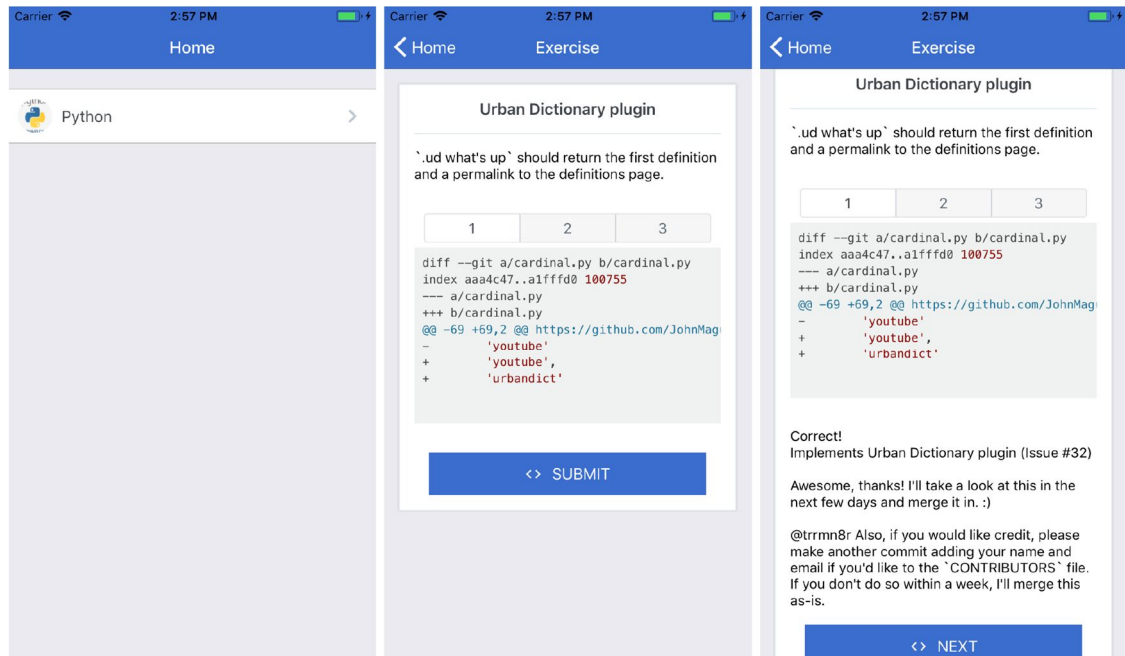 Carrier 2:57 PM
Home
Python
Carrier 2:57 PM
Home Exercise
Urban Dictionary plugin
`.ud what's up` should return the first definition
and a permalink to the definitions page.
1 2 3
diff --git a/cardinal.py b/cardinal.py
index aaa4c47..a1fffd0 100755
--- a/cardinal.py
+++ b/cardinal.py
@@ -69 +69,2 @@ https://github.com/JohnMag
- 'youtube'
+ 'youtube',
+ 'urbandict'
<> SUBMIT
Carrier 2:57 PM
Home Exercise
Urban Dictionary plugin
`.ud what's up` should return the first definition
and a permalink to the definitions page.
1 2 3
diff --git a/cardinal.py b/cardinal.py
index aaa4c47..a1fffd0 100755
--- a/cardinal.py
+++ b/cardinal.py
@@ -69 +69,2 @@ https://github.com/JohnMag
- 'youtube'
+ 'youtube',
+ 'urbandict'
Correct!
Implements Urban Dictionary plugin (Issue #32)
Awesome, thanks! I'll take a look at this in the
next few days and merge it in. :)
@trrmn8r Also, if you would like credit, please
make another commit adding your name and
email if you'd like to the `CONTRIBUTORS` file.
If you don't do so within a week, I'll merge this
as-is.
<> NEXT